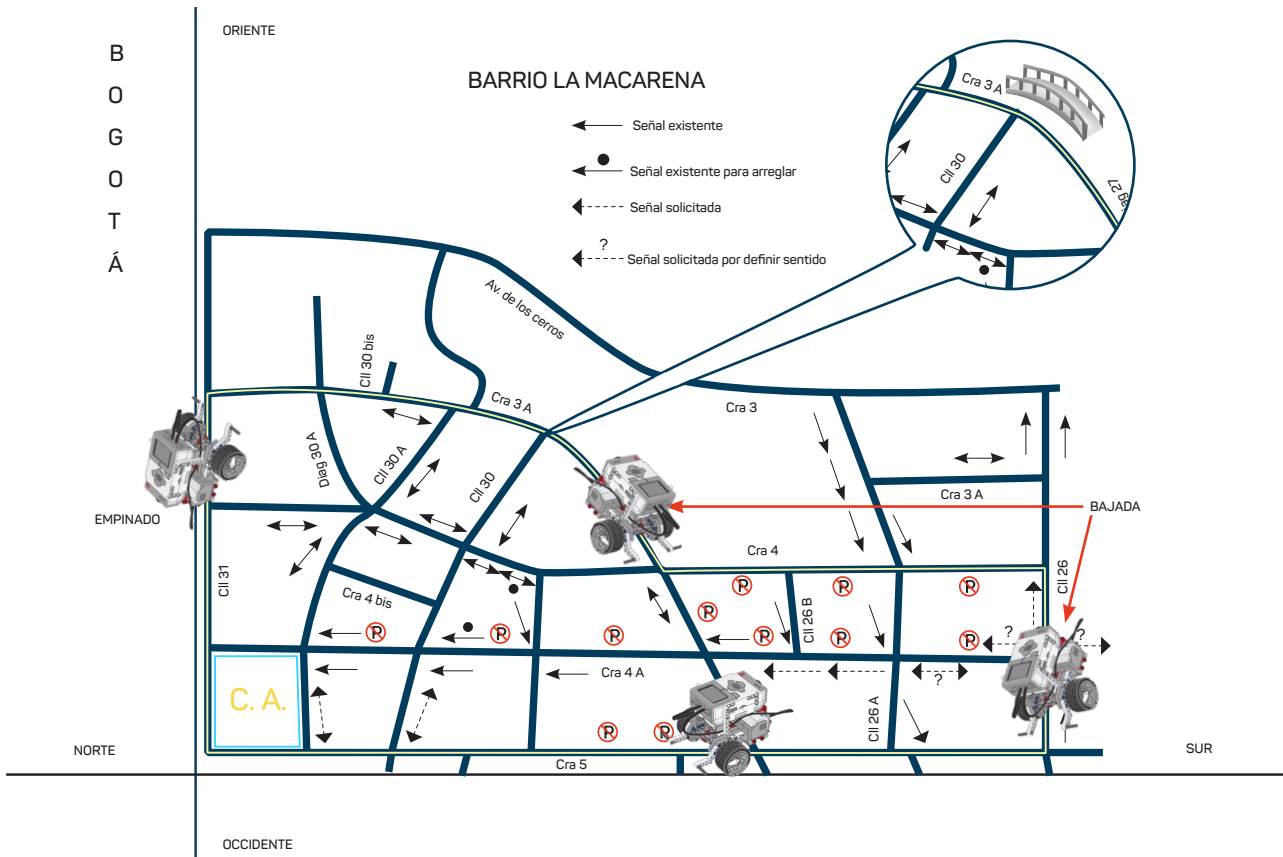 ORIENTE
B
O
G
O
T
Á
BARRIO LA MACARENA
Señal existente
Señal existente para arreglar
Señal solicitada
?
Señal solicitada por definir sentido
Cra 3 A
Cll 30
iag 27
Av. de los cerros
Cll 30 bis
Cra 3 A
Cra 3
Diag 30 A
Cll 30 A
Cll 30
Cra 3 A
EMPINADO
BAJADA
Cra 4
Cll 31
Cra 4 bis
Cll 26 B
Cll 26
P
P
P
P
P
P
P
P
P
P
?
?
Cra 4 A
?
C. A.
Cll 26 A
P
P
NORTE
SUR
Cra 5
OCCIDENTE